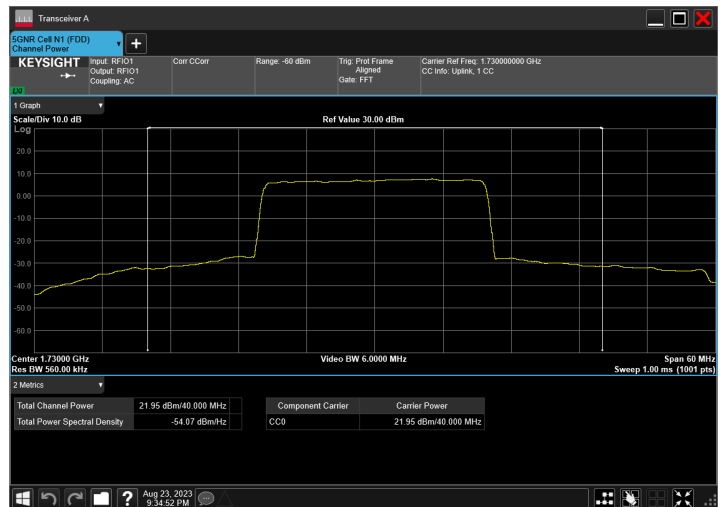 Transceiver A
5GNR Cell N1 (FDD)
Channel Power
KEYSIGHT
LXI
Input: RFIO1
Output: RFIO1
Coupling: AC
Corr CCorr
Range: -60 dBm
Trig: Prot Frame
Aligned
Gate: FFT
Carrier Ref Freq: 1.730000000 GHz
CC Info: Uplink, 1 CC
1 Graph
Scale/Div 10.0 dB
Ref Value 30.00 dBm
Log
20.0
10.0
0.00
-10.0
-20.0
-30.0
-40.0
-50.0
-60.0
Center 1.73000 GHz
Video BW 6.0000 MHz
Span 60 MHz
Res BW 560.00 kHz
Sweep 1.00 ms (1001 pts)
2 Metrics
Total Channel Power 21.95 dBm/40.000 MHz
Total Power Spectral Density -54.07 dBm/Hz
Component Carrier Carrier Power
CC0 21.95 dBm/40.000 MHz
Aug 23, 2023
9:34:52 PM